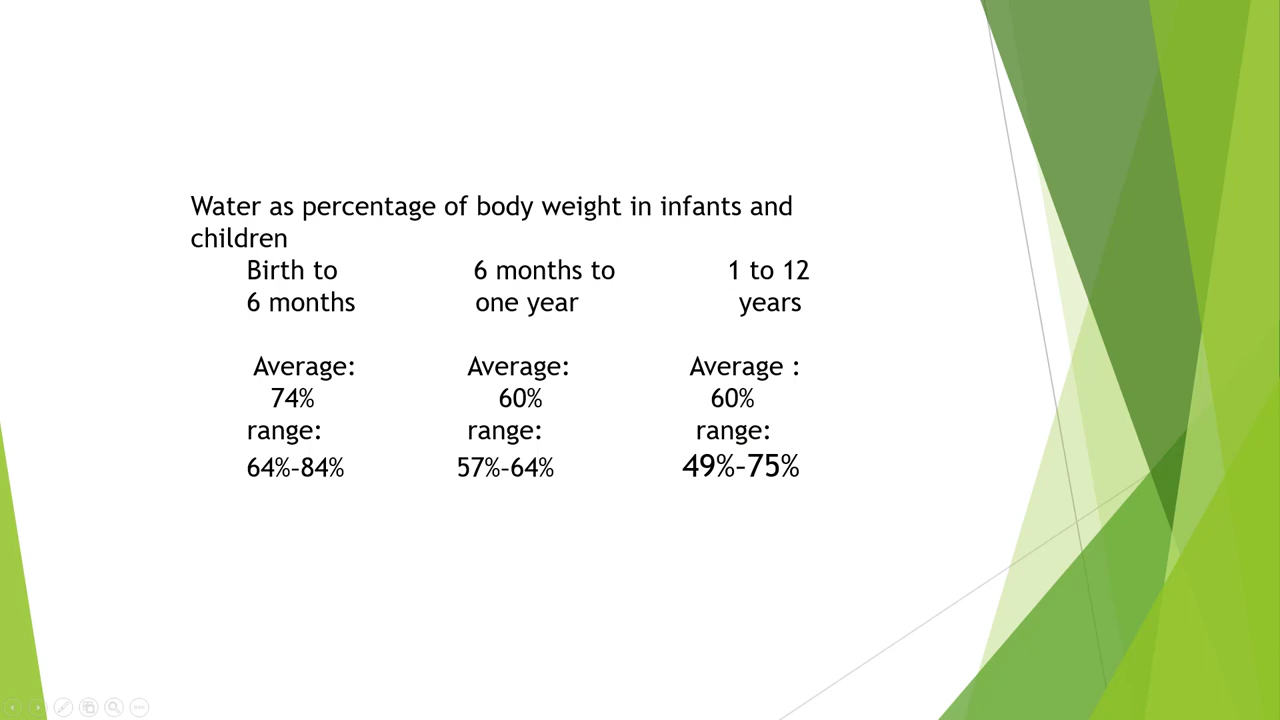 Water as percentage of body weight in infants and
children
Birth to 6 months to 1 to 12
6 months one year years
Average: Average: Average :
74% 60% 60%
range: range: range:
64%-84% 57%-64% 49%-75%